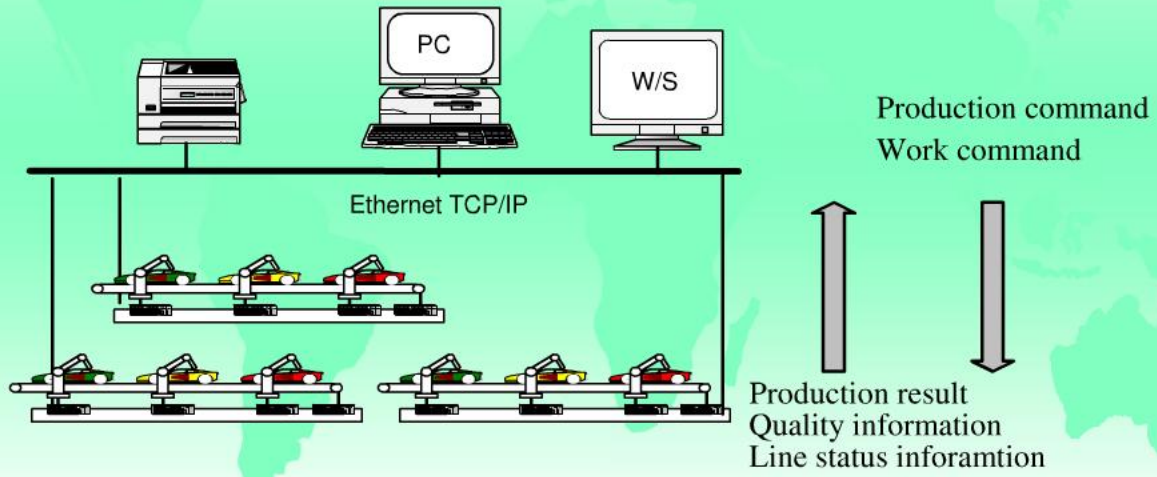 PC
W/S
Production command
Work command
Ethernet TCP/IP
Production result
Quality information
Line status inforamtion